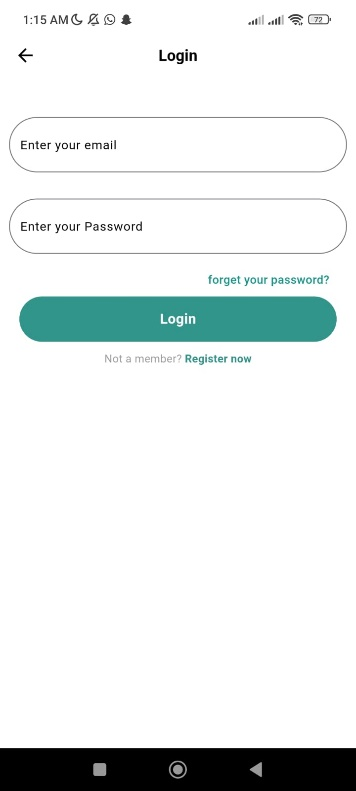 1:15 AM
72
Login
Enter your email
Enter your Password
forget your password?
Login
Not a member? Register now